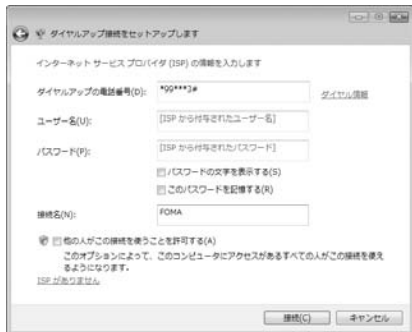 ダイヤルアップ接続をセットアップします
インターネット サービス プロバイダ (ISP) の情報を入力します
ダイヤルアップの電話番号(D): *99***3# ダイヤル情報
ユーザー名(U): [ISP から付与されたユーザー名]
パスワード(P): [ISP から付与されたパスワード]
パスワードの文字を表示する(S)
このパスワードを記憶する(R)
接続名(N): FOMA
他の人がこの接続を使うことを許可する(A)
このオプションによって、このコンピュータにアクセスがあるすべての人がこの接続を使え
るようになります。
ISP がありません
接続(C) キャンセル